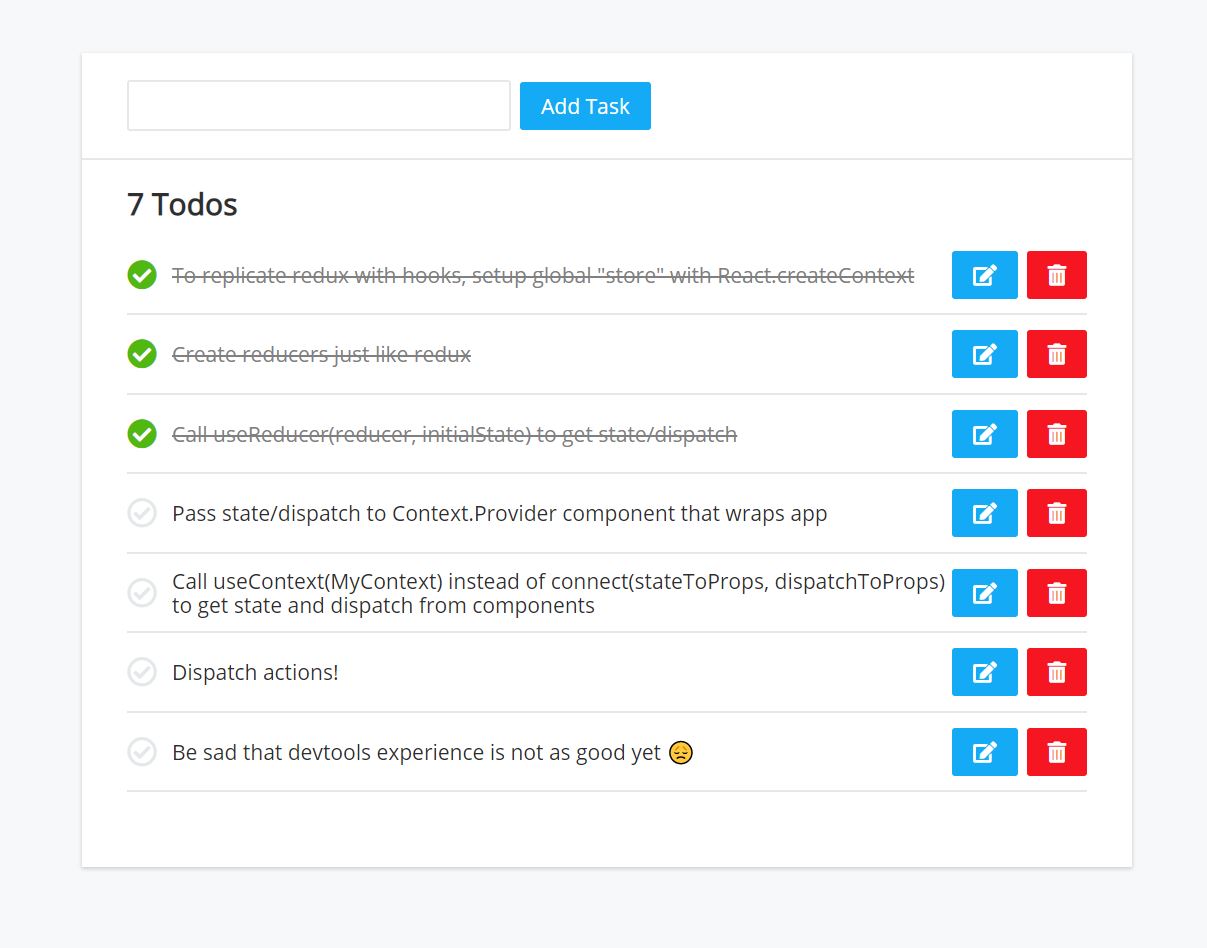 Add Task
7 Todos
To replicate redux with hooks, setup global "store" with React.createContext
Create reducers just like redux
Call useReducer(reducer, initialState) to get state/dispatch
Pass state/dispatch to Context.Provider component that wraps app
Call useContext(MyContext) instead of connect(stateToProps, dispatchToProps)
to get state and dispatch from components
Dispatch actions!
Be sad that devtools experience is not as good yet 😔